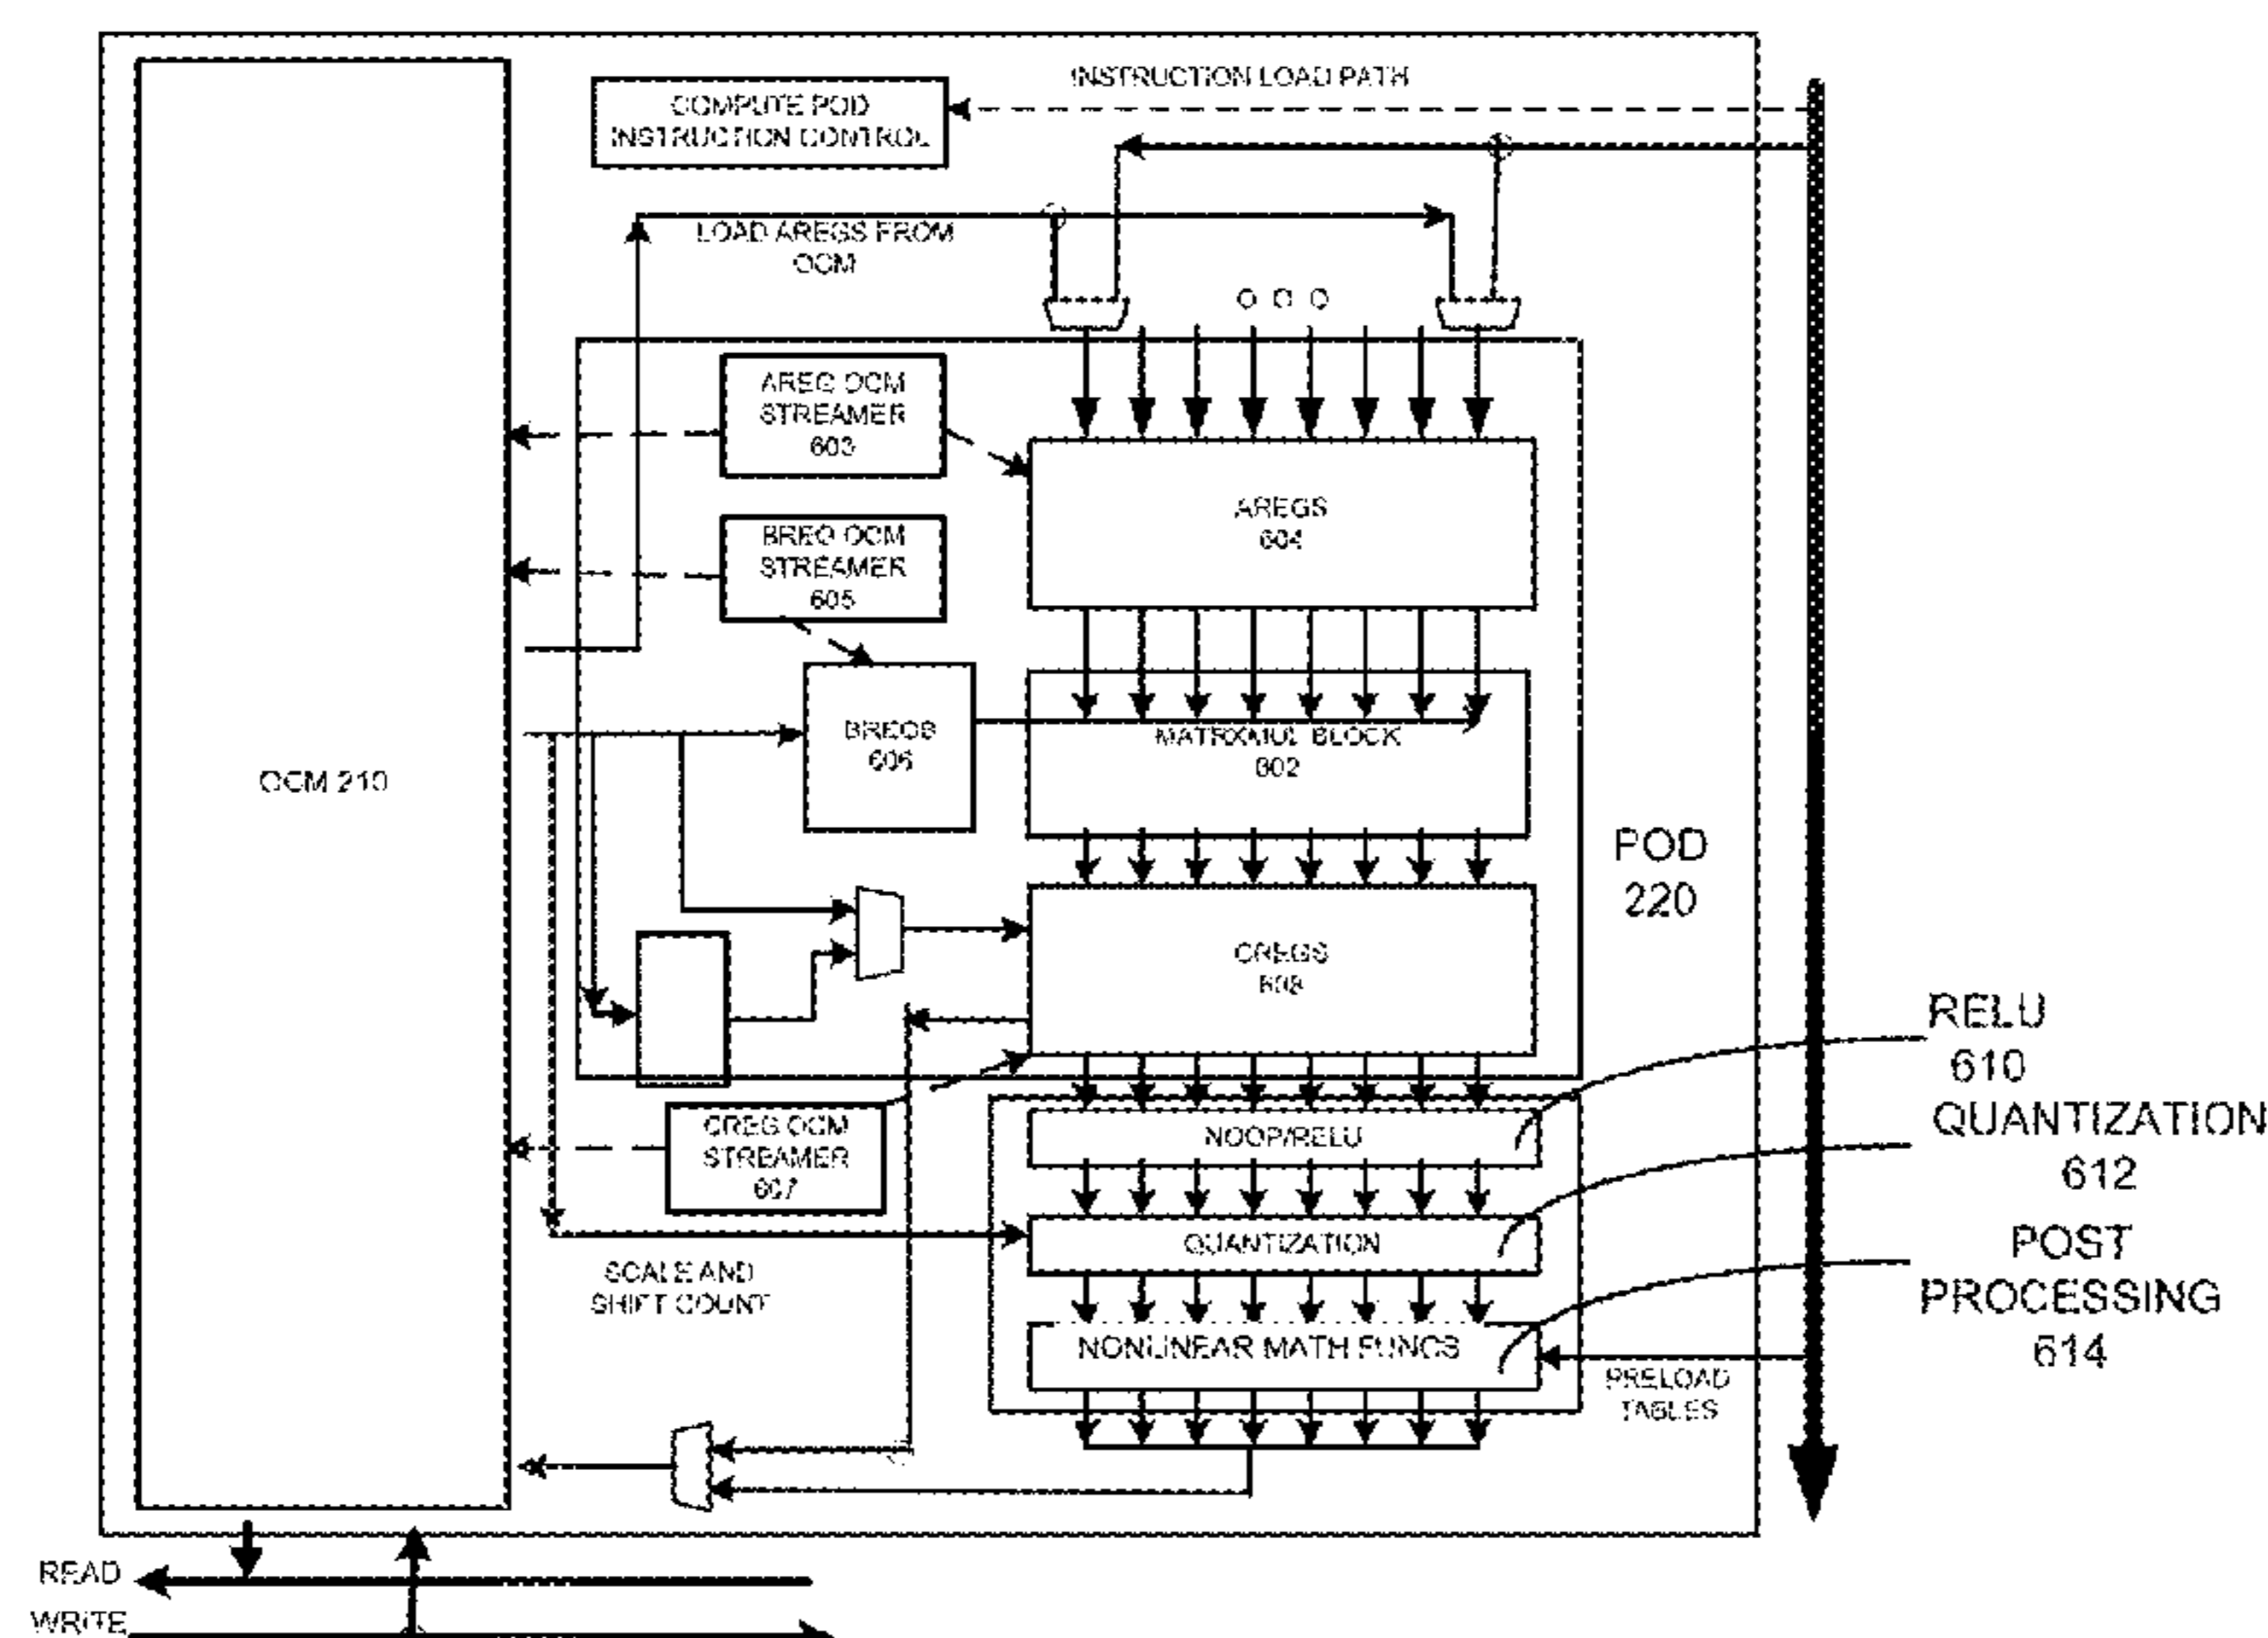 INSTRUCTION LOAD PATH
COMPUTE POD
INSTRUCTION CONTROL
LOAD AREGS FROM
OCM
AREG OCM
STREAMER
603
AREGS
604
BREG OCM
STREAMER
605
BREGS
606
MATRXMUL BLOCK
602
OCM 210
POD
220
CREGS
608
RELU
610
CREG OCM
STREAMER
607
NOOP/RELU
QUANTIZATION
612
QUANTIZATION
SCALE AND
SHIFT COUNT
POST
PROCESSING
614
NONLINEAR MATH FUNCS
PRELOAD
TABLES
READ
WRITE